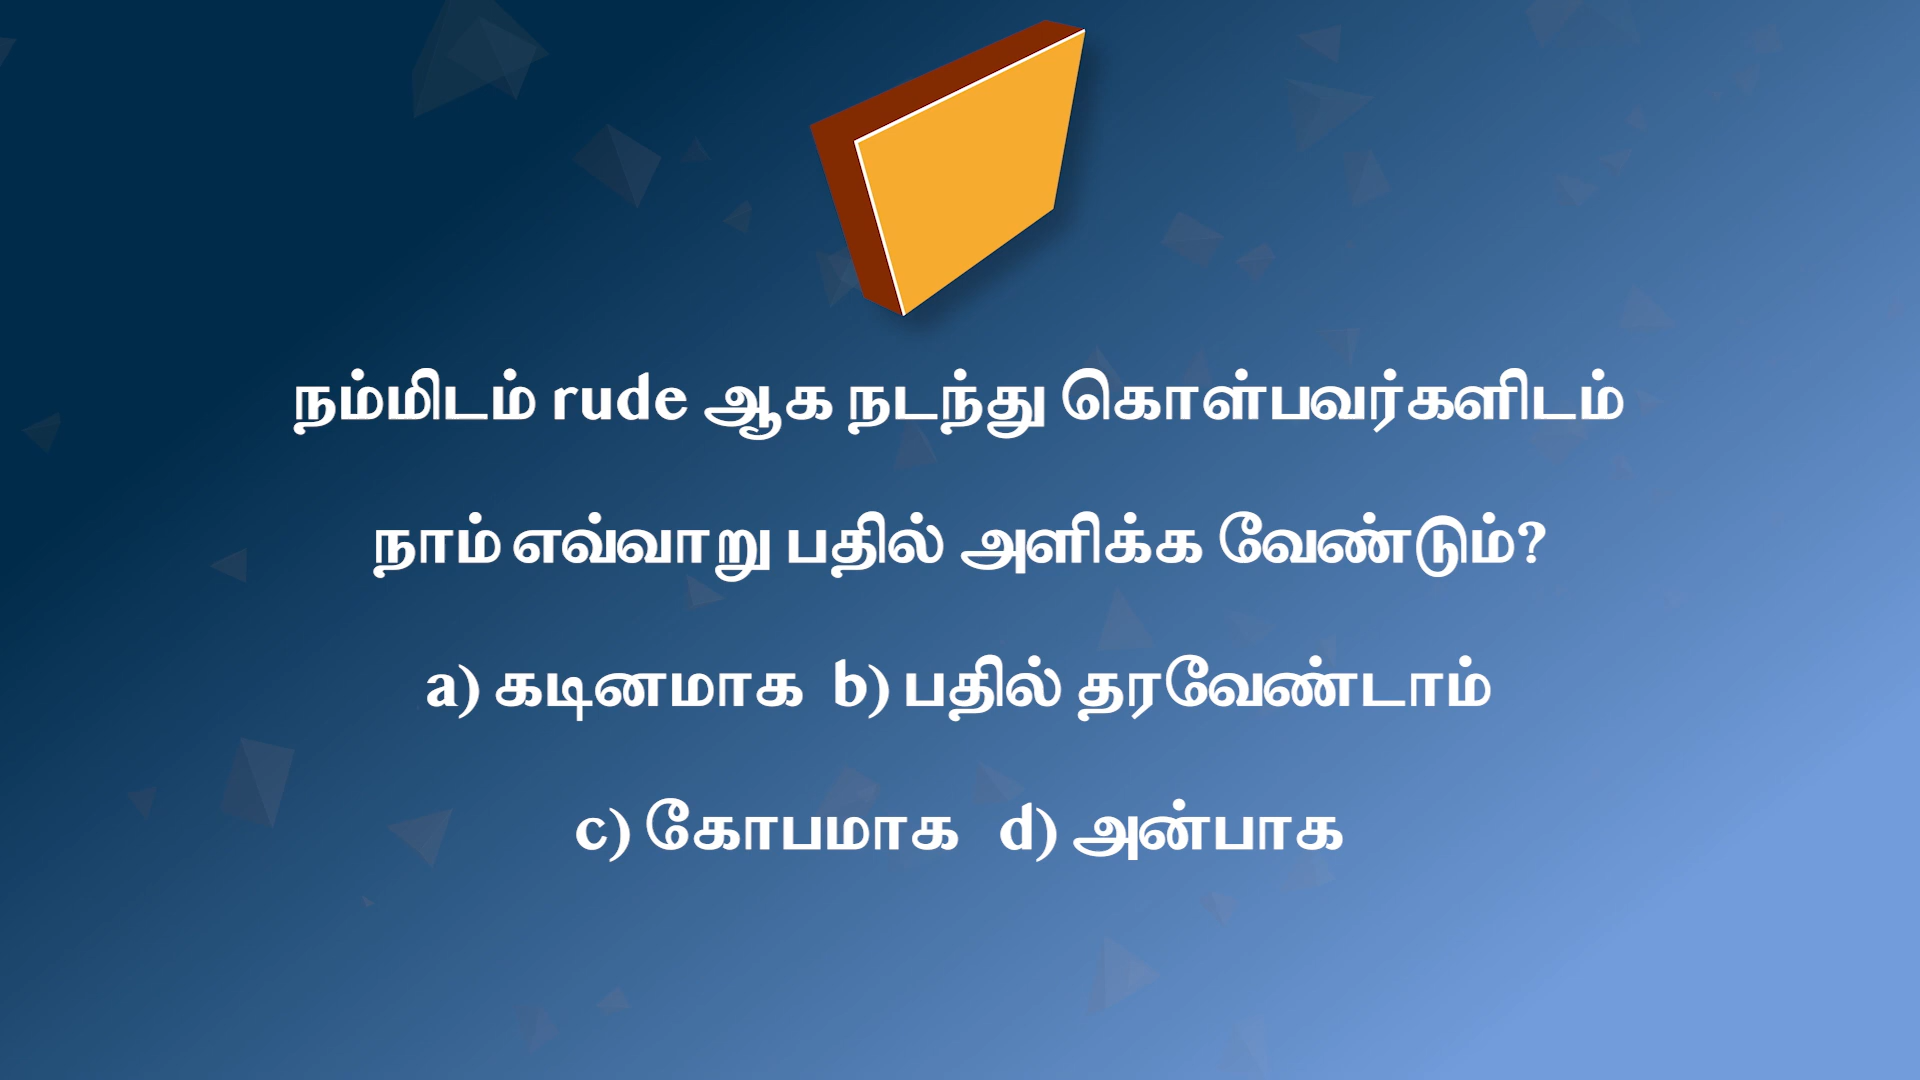 நம்மிடம் rude ஆக நடந்து கொள்பவர்களிடம்
நாம் எவ்வாறு பதில் அளிக்க வேண்டும்?
a) கடினமாக b) பதில் தரவேண்டாம்
c) கோபமாக d) அன்பாக